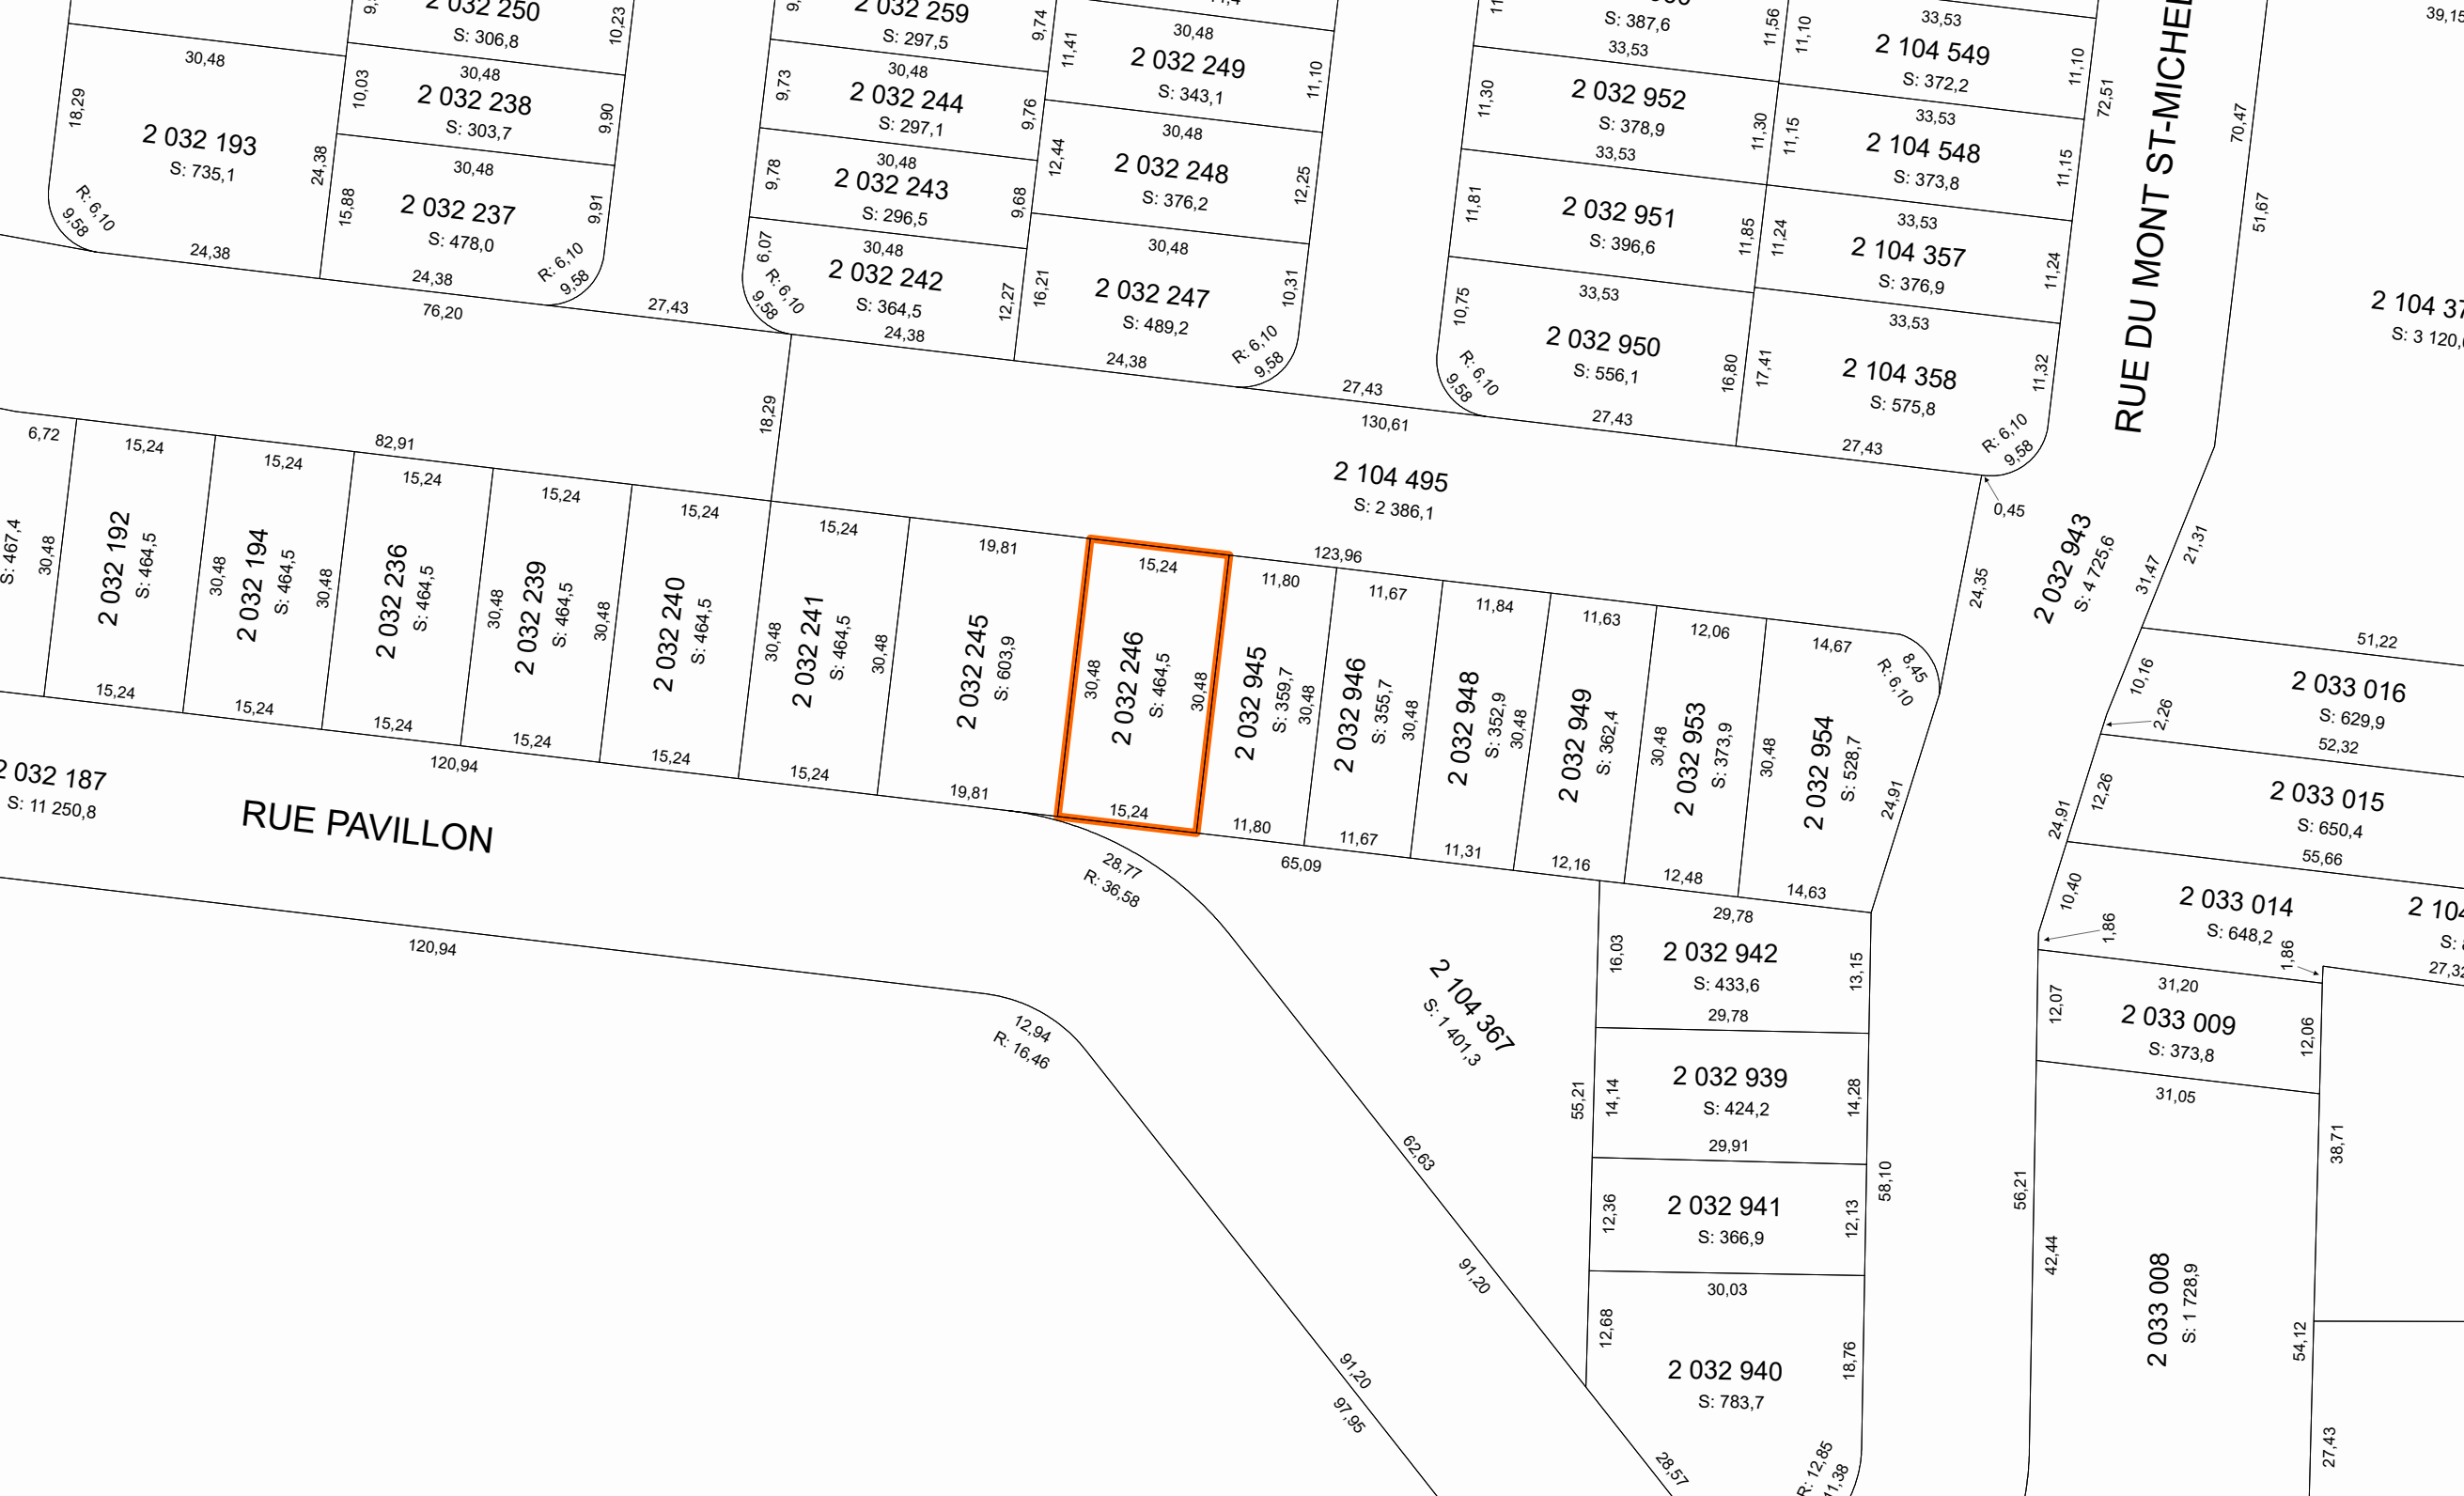 2 032 250
S: 306,8
10,23
2 032 259
S: 297,5
9,74
11,41
30,48
2 032 249
S: 343,1
11,10
S: 387,6
33,53
11,56
11,10
33,53
2 104 549
S: 372,2
11,10
72,51
RUE DU MONT ST-MICHEL
70,47
51,67
30,48
18,29
2 032 193
S: 735,1
24,38
R: 6,10
9,58
24,38
10,03
30,48
2 032 238
S: 303,7
9,90
30,48
15,88
2 032 237
S: 478,0
9,91
R: 6,10
9,58
24,38
76,20
27,43
9,73
30,48
2 032 244
S: 297,1
9,76
9,78
30,48
2 032 243
S: 296,5
9,68
6,07
30,48
2 032 242
S: 364,5
12,27
R: 6,10
9,58
24,38
12,44
30,48
2 032 248
S: 376,2
12,25
16,21
30,48
2 032 247
S: 489,2
10,31
R: 6,10
9,58
24,38
27,43
11,30
2 032 952
S: 378,9
11,30
33,53
11,81
2 032 951
S: 396,6
11,85
10,75
33,53
2 032 950
S: 556,1
16,80
R: 6,10
9,58
27,43
130,61
11,15
33,53
2 104 548
S: 373,8
11,15
11,24
33,53
2 104 357
S: 376,9
11,24
17,41
33,53
2 104 358
S: 575,8
11,32
R: 6,10
9,58
27,43
0,45
18,29
2 104 495
S: 2 386,1
123,96
24,35
2 032 943
S: 4 725,6
31,47
21,31
6,72
S: 467,4
30,48
15,24
2 032 192
S: 464,5
15,24
82,91
15,24
30,48
2 032 194
S: 464,5
30,48
15,24
15,24
2 032 236
S: 464,5
15,24
15,24
30,48
2 032 239
S: 464,5
30,48
15,24
15,24
2 032 240
S: 464,5
15,24
15,24
30,48
2 032 241
S: 464,5
30,48
15,24
19,81
2 032 245
S: 603,9
19,81
15,24
30,48
2 032 246
S: 464,5
30,48
15,24
11,80
2 032 945
S: 359,7
30,48
11,80
11,67
2 032 946
S: 355,7
30,48
11,67
11,84
2 032 948
S: 352,9
30,48
11,31
11,63
2 032 949
S: 362,4
12,16
12,06
30,48
2 032 953
S: 373,9
12,48
14,67
30,48
2 032 954
S: 528,7
8,45
R: 6,10
24,91
14,63
51,22
10,16
2,26
2 033 016
S: 629,9
52,32
24,91
12,26
2 033 015
S: 650,4
55,66
10,40
1,86
2 033 014
S: 648,2
1,86
27,32
2 032 187
S: 11 250,8
RUE PAVILLON
120,94
120,94
28,77
R: 36,58
65,09
12,94
R: 16,46
2 104 367
S: 1 401,3
55,21
62,63
91,20
91,20
97,95
28,57
29,78
16,03
2 032 942
S: 433,6
13,15
29,78
14,14
2 032 939
S: 424,2
14,28
29,91
12,36
2 032 941
S: 366,9
12,13
58,10
30,03
12,68
2 032 940
S: 783,7
18,76
R: 12,85
11,38
31,20
12,07
2 033 009
S: 373,8
12,06
31,05
56,21
42,44
2 033 008
S: 1 728,9
38,71
54,12
27,43